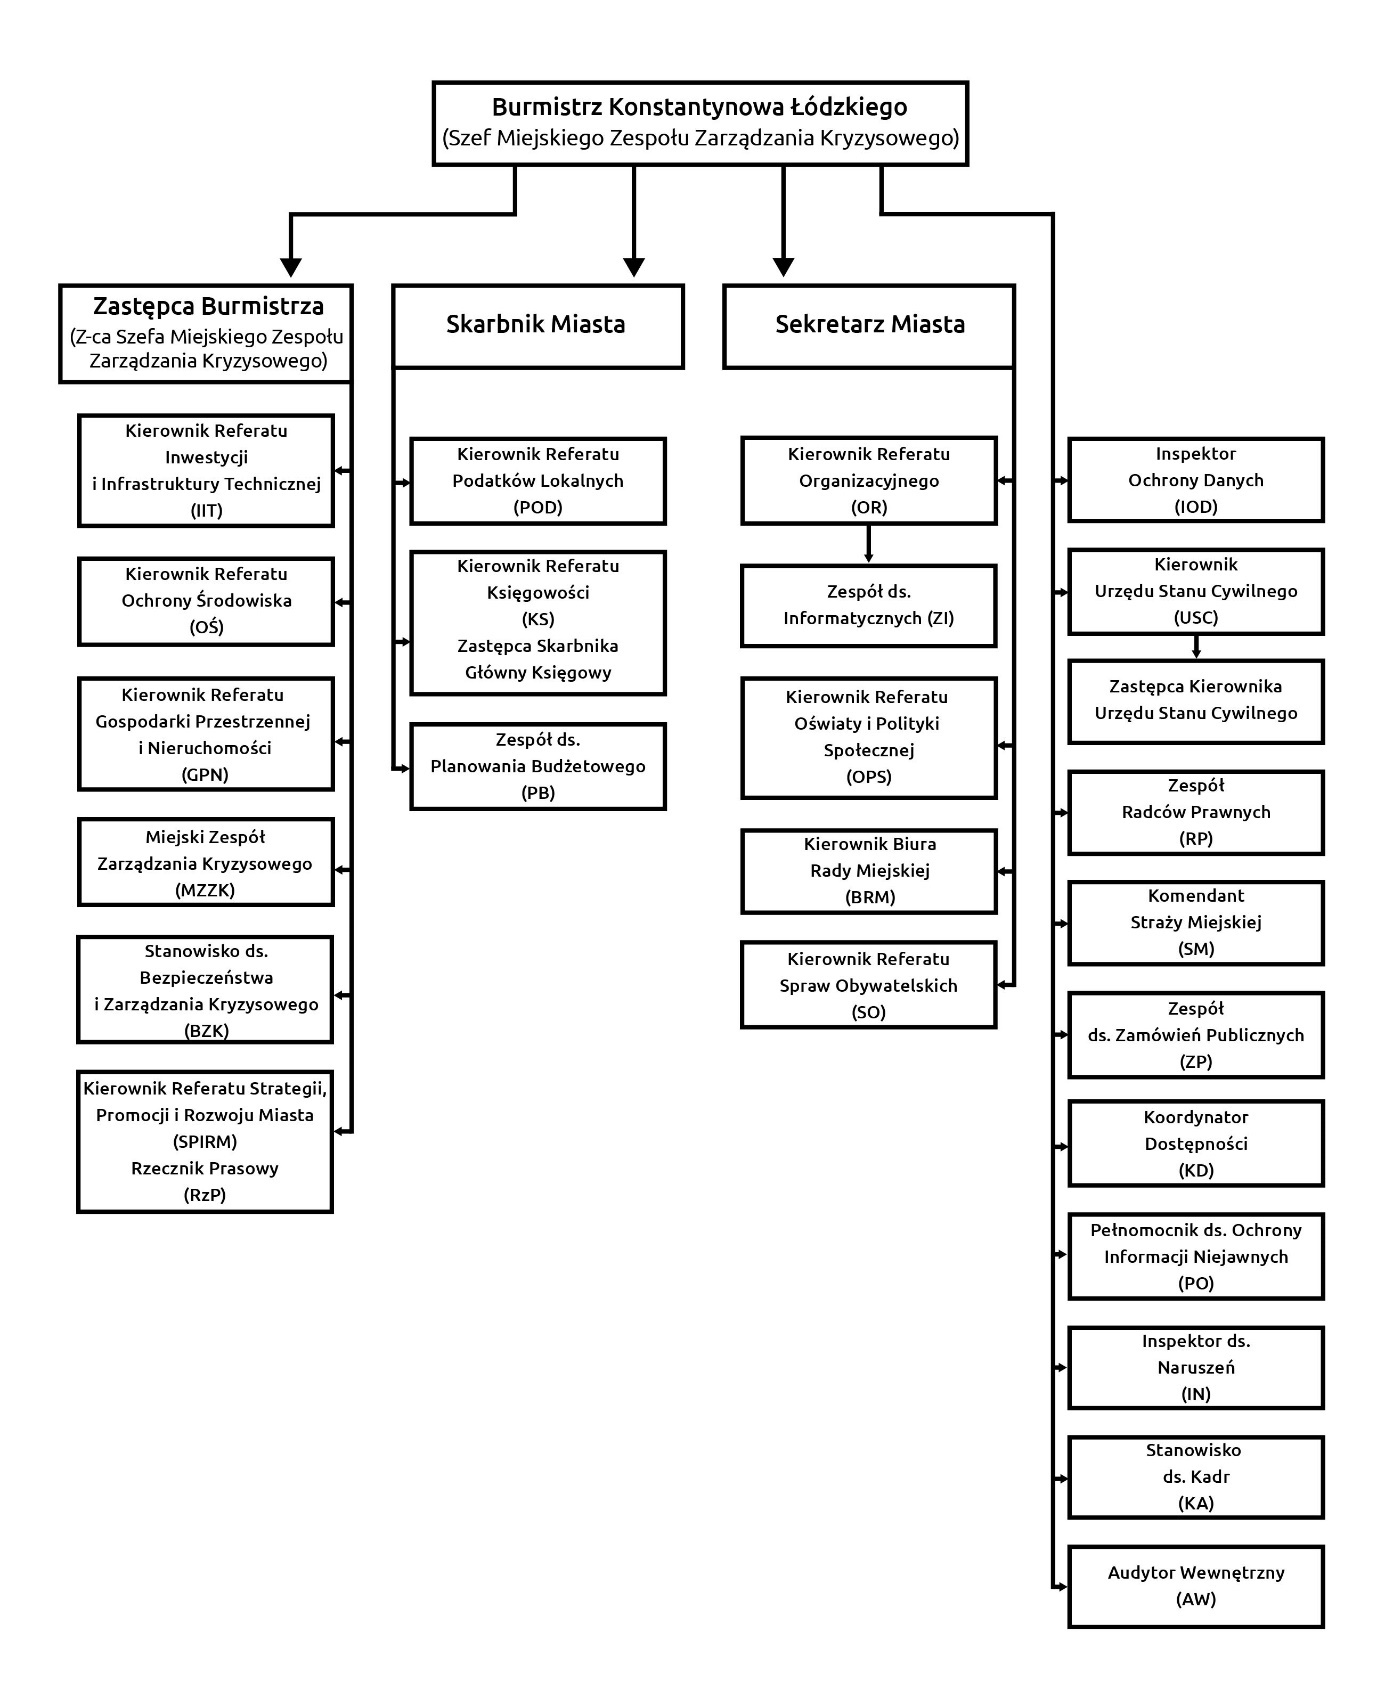 Burmistrz Konstantynowa Łódzkiego
(Szef Miejskiego Zespołu Zarządzania Kryzysowego)
Zastępca Burmistrza
(Z-ca Szefa Miejskiego Zespołu
Zarządzania Kryzysowego)
Kierownik Referatu
Inwestycji
i Infrastruktury Technicznej
(IIT)
Kierownik Referatu
Ochrony Środowiska
(OŚ)
Kierownik Referatu
Gospodarki Przestrzennej
i Nieruchomości
(GPN)
Miejski Zespół
Zarządzania Kryzysowego
(MZZK)
Stanowisko ds.
Bezpieczeństwa
i Zarządzania Kryzysowego
(BZK)
Kierownik Referatu Strategii,
Promocji i Rozwoju Miasta
(SPIRM)
Rzecznik Prasowy
(RzP)
Skarbnik Miasta
Kierownik Referatu
Podatków Lokalnych
(POD)
Kierownik Referatu
Księgowości
(KS)
Zastępca Skarbnika
Główny Księgowy
Zespół ds.
Planowania Budżetowego
(PB)
Sekretarz Miasta
Kierownik Referatu
Organizacyjnego
(OR)
Zespół ds.
Informatycznych (ZI)
Kierownik Referatu
Oświaty i Polityki
Społecznej
(OPS)
Kierownik Biura
Rady Miejskiej
(BRM)
Kierownik Referatu
Spraw Obywatelskich
(SO)
Inspektor
Ochrony Danych
(IOD)
Kierownik
Urzędu Stanu Cywilnego
(USC)
Zastępca Kierownika
Urzędu Stanu Cywilnego
Zespół
Radców Prawnych
(RP)
Komendant
Straży Miejskiej
(SM)
Zespół
ds. Zamówień Publicznych
(ZP)
Koordynator
Dostępności
(KD)
Pełnomocnik ds. Ochrony
Informacji Niejawnych
(PO)
Inspektor ds.
Naruszeń
(IN)
Stanowisko
ds. Kadr
(KA)
Audytor Wewnętrzny
(AW)